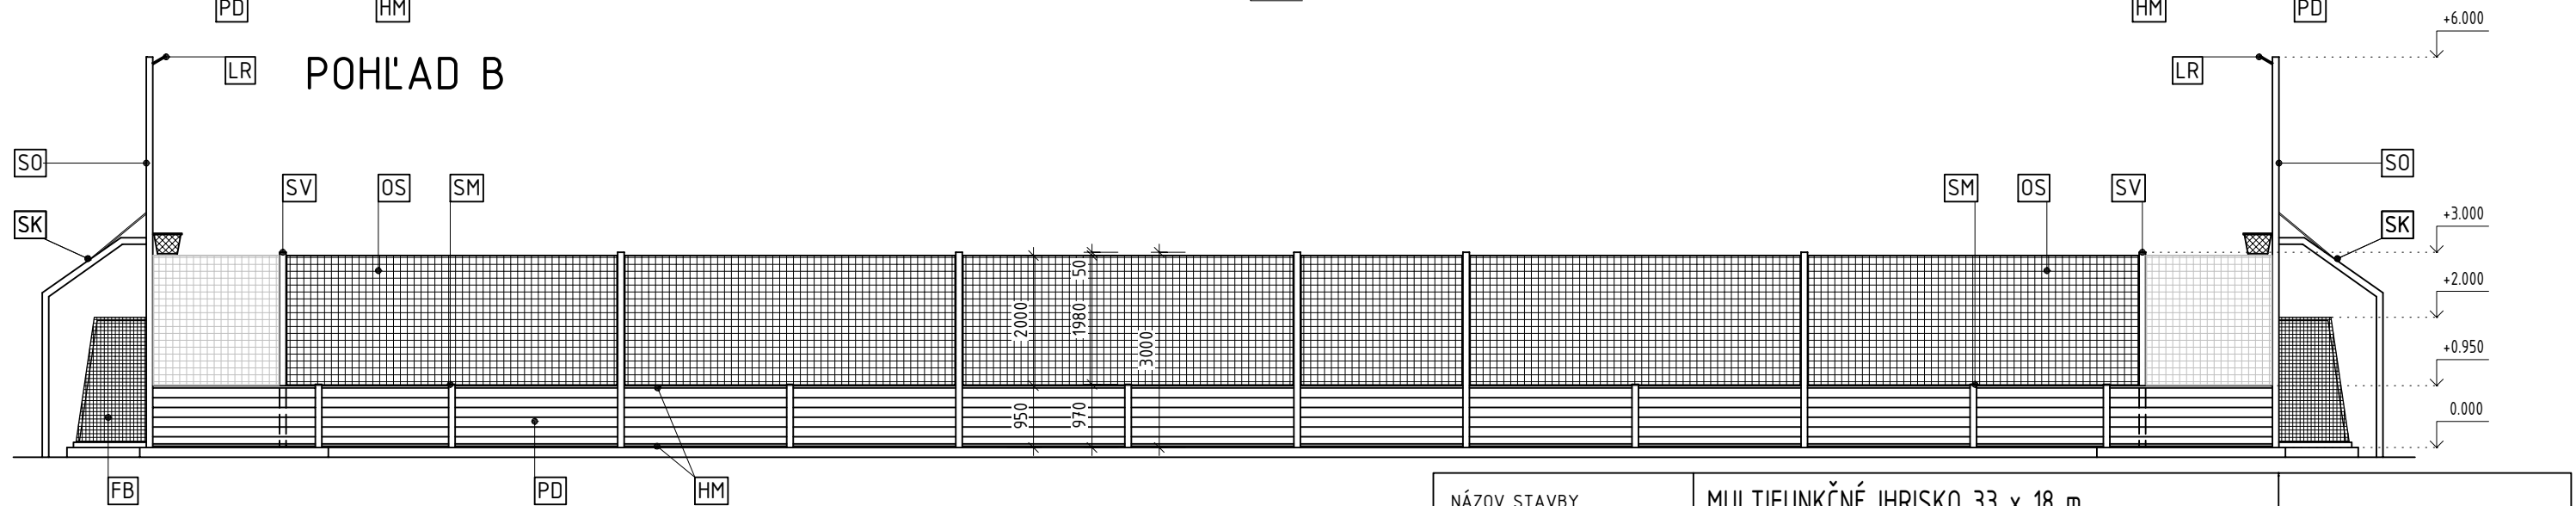 PD HM HM PD
+6.000
LR POHĽAD B LR
SO SV OS SM SM OS SV SO
SK SK
+3.000
50
2000 1980 3000
+2.000
+0.950
950 970
0.000
FB PD HM
NÁZOV STAVBY MULTIFUNKČNÉ IHRISKO 33 x 18 m